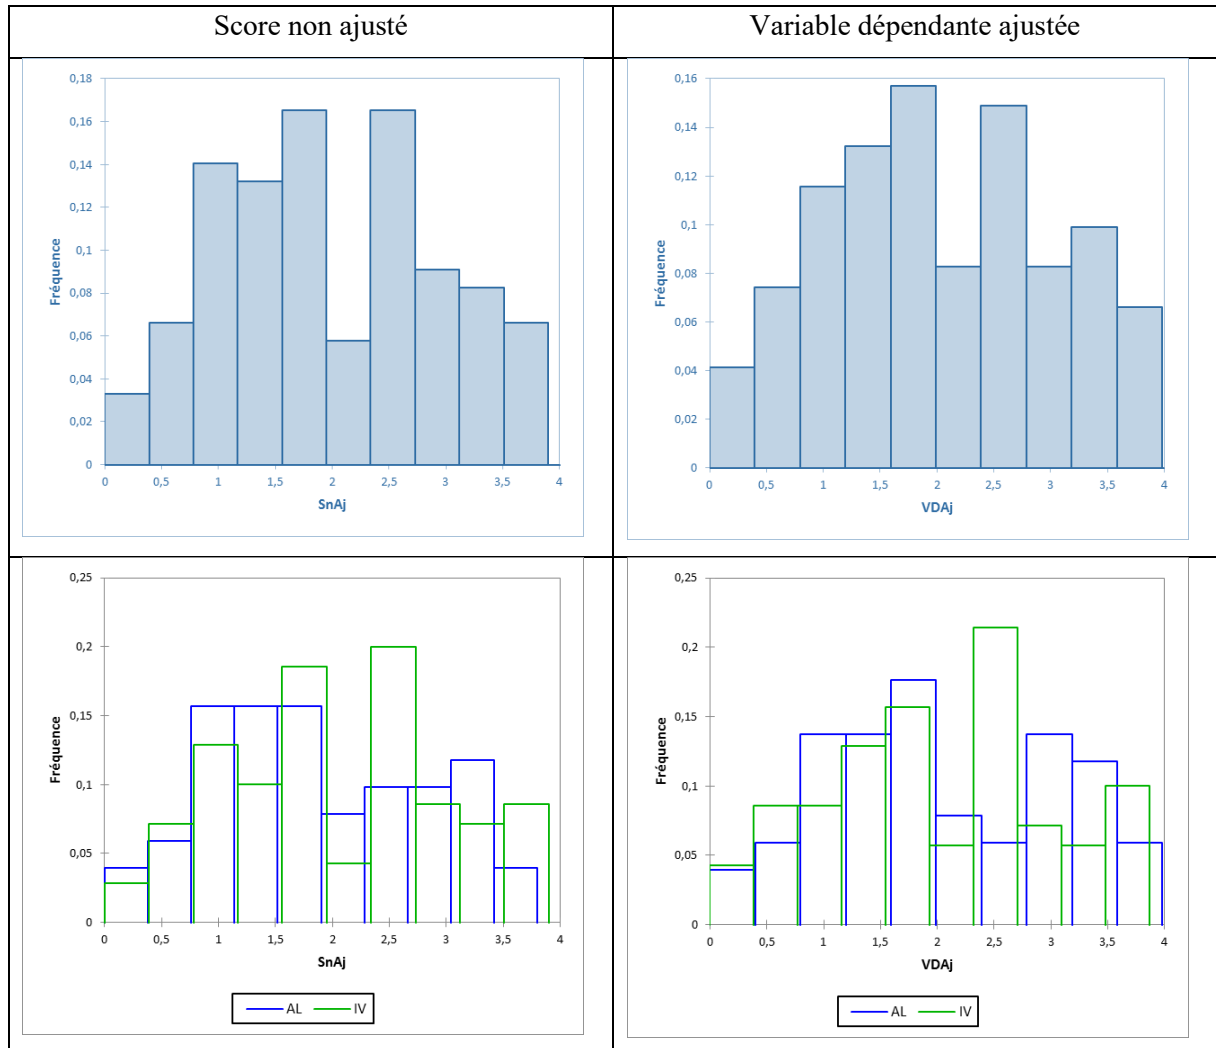 Score non ajusté
Variable dépendante ajustée
0,18
0,16
0,14
0,12
0,1
0,08
0,06
0,04
0,02
0
Fréquence
0 0,5 1 1,5 2 2,5 3 3,5 4
SnAj
0,16
0,14
0,12
0,1
0,08
0,06
0,04
0,02
0
Fréquence
0 0,5 1 1,5 2 2,5 3 3,5 4
VDAj
0,25
0,2
0,15
0,1
0,05
0
Fréquence
0 0,5 1 1,5 2 2,5 3 3,5 4
SnAj
AL IV
0,25
0,2
0,15
0,1
0,05
0
Fréquence
0 0,5 1 1,5 2 2,5 3 3,5 4
VDAj
AL IV